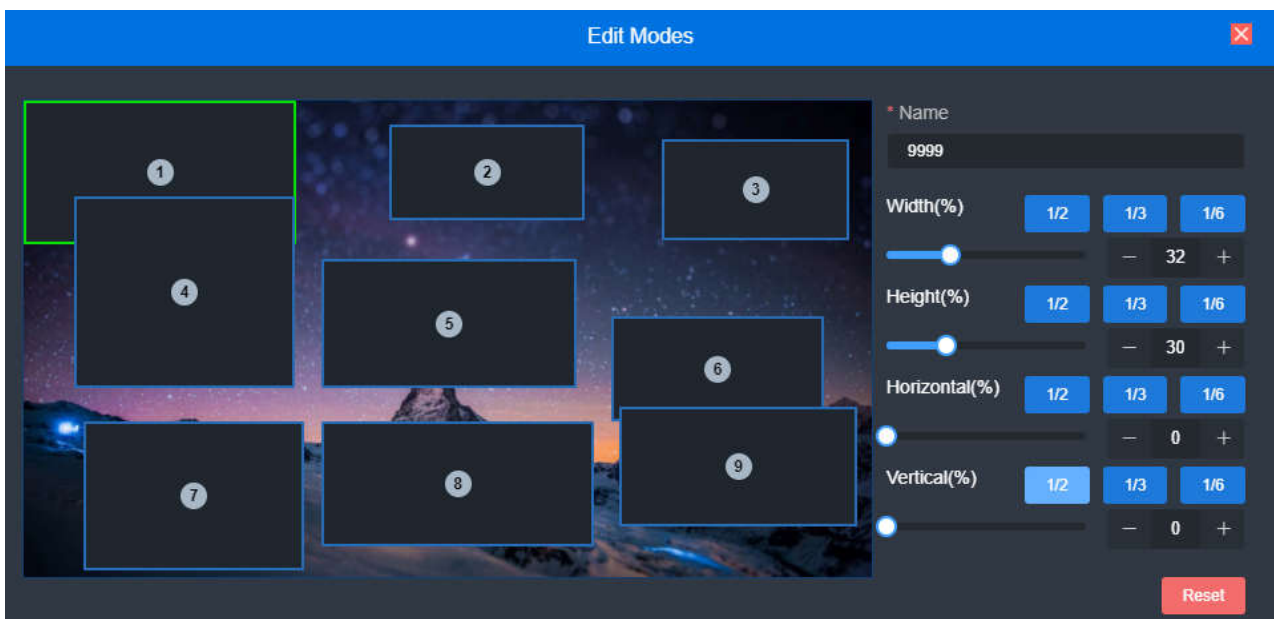 Edit Modes
1
2
3
4
5
6
7
8
9
* Name
9999
Width(%) 1/2 1/3 1/6
− 32 +
Height(%) 1/2 1/3 1/6
− 30 +
Horizontal(%) 1/2 1/3 1/6
− 0 +
Vertical(%) 1/2 1/3 1/6
− 0 +
Reset